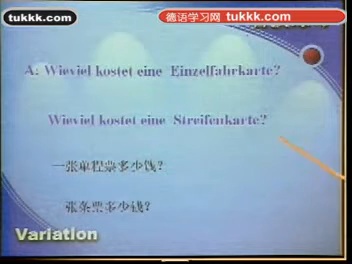 tukkk.com
德语学习网 tukkk.com
A: Wieviel kostet eine Einzelfahrkarte?
Wieviel kostet eine Streifenkarte?
一张单程票多少钱?
张条票多少钱?
Variation